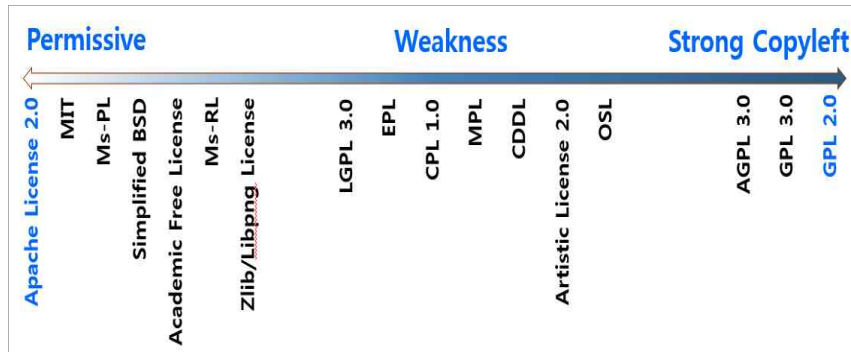 Permissive
Weakness
Strong Copyleft
Apache License 2.0
MIT
Ms-PL
Simplified BSD
Academic Free License
Ms-RL
Zlib/Libpng License
LGPL 3.0
EPL
CPL 1.0
MPL
CDDL
Artistic License 2.0
OSL
AGPL 3.0
GPL 3.0
GPL 2.0